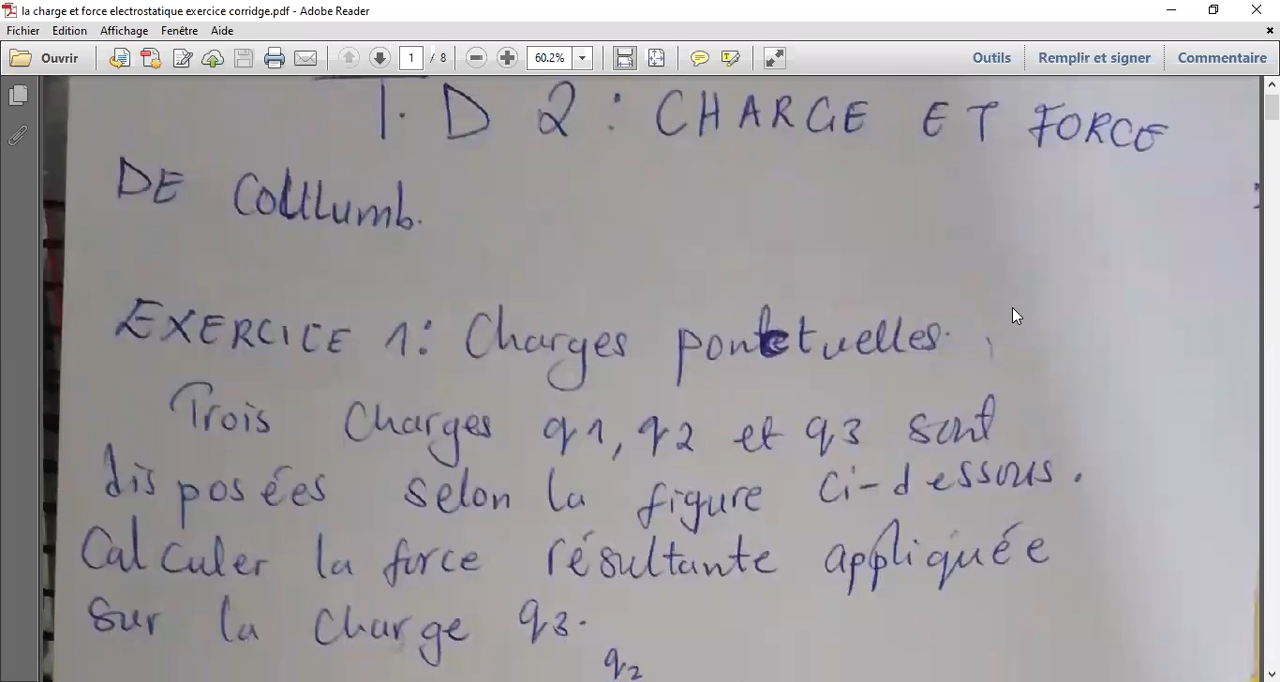 la charge et force electrostatique exercice corridge.pdf - Adobe Reader
Fichier Edition Affichage Fenêtre Aide
Ouvrir 1 / 8 60.2% Outils Remplir et signer Commentaire
T.D 2 : CHARGE ET FORCE
DE COUlumb.
EXERCICE 1: Charges ponctuelles.
Trois charges q1, q2 et q3 sont
disposées selon la figure ci-dessous.
Calculer la force résultante appliquée
sur la charge q3.
q2